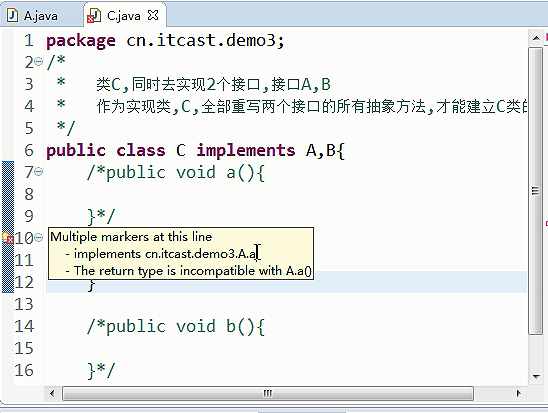 A.java
C.java
1 package cn.itcast.demo3;
2 /*
3 * 类C,同时去实现2个接口,接口A,B
4 * 作为实现类,C,全部重写两个接口的所有抽象方法,才能建立C类的
5 */
6 public class C implements A,B{
7 /*public void a(){
8
9 }*/
10
Multiple markers at this line
11
- implements cn.itcast.demo3.A.a
- The return type is incompatible with A.a()
12 }
13
14 /*public void b(){
15
16 }*/